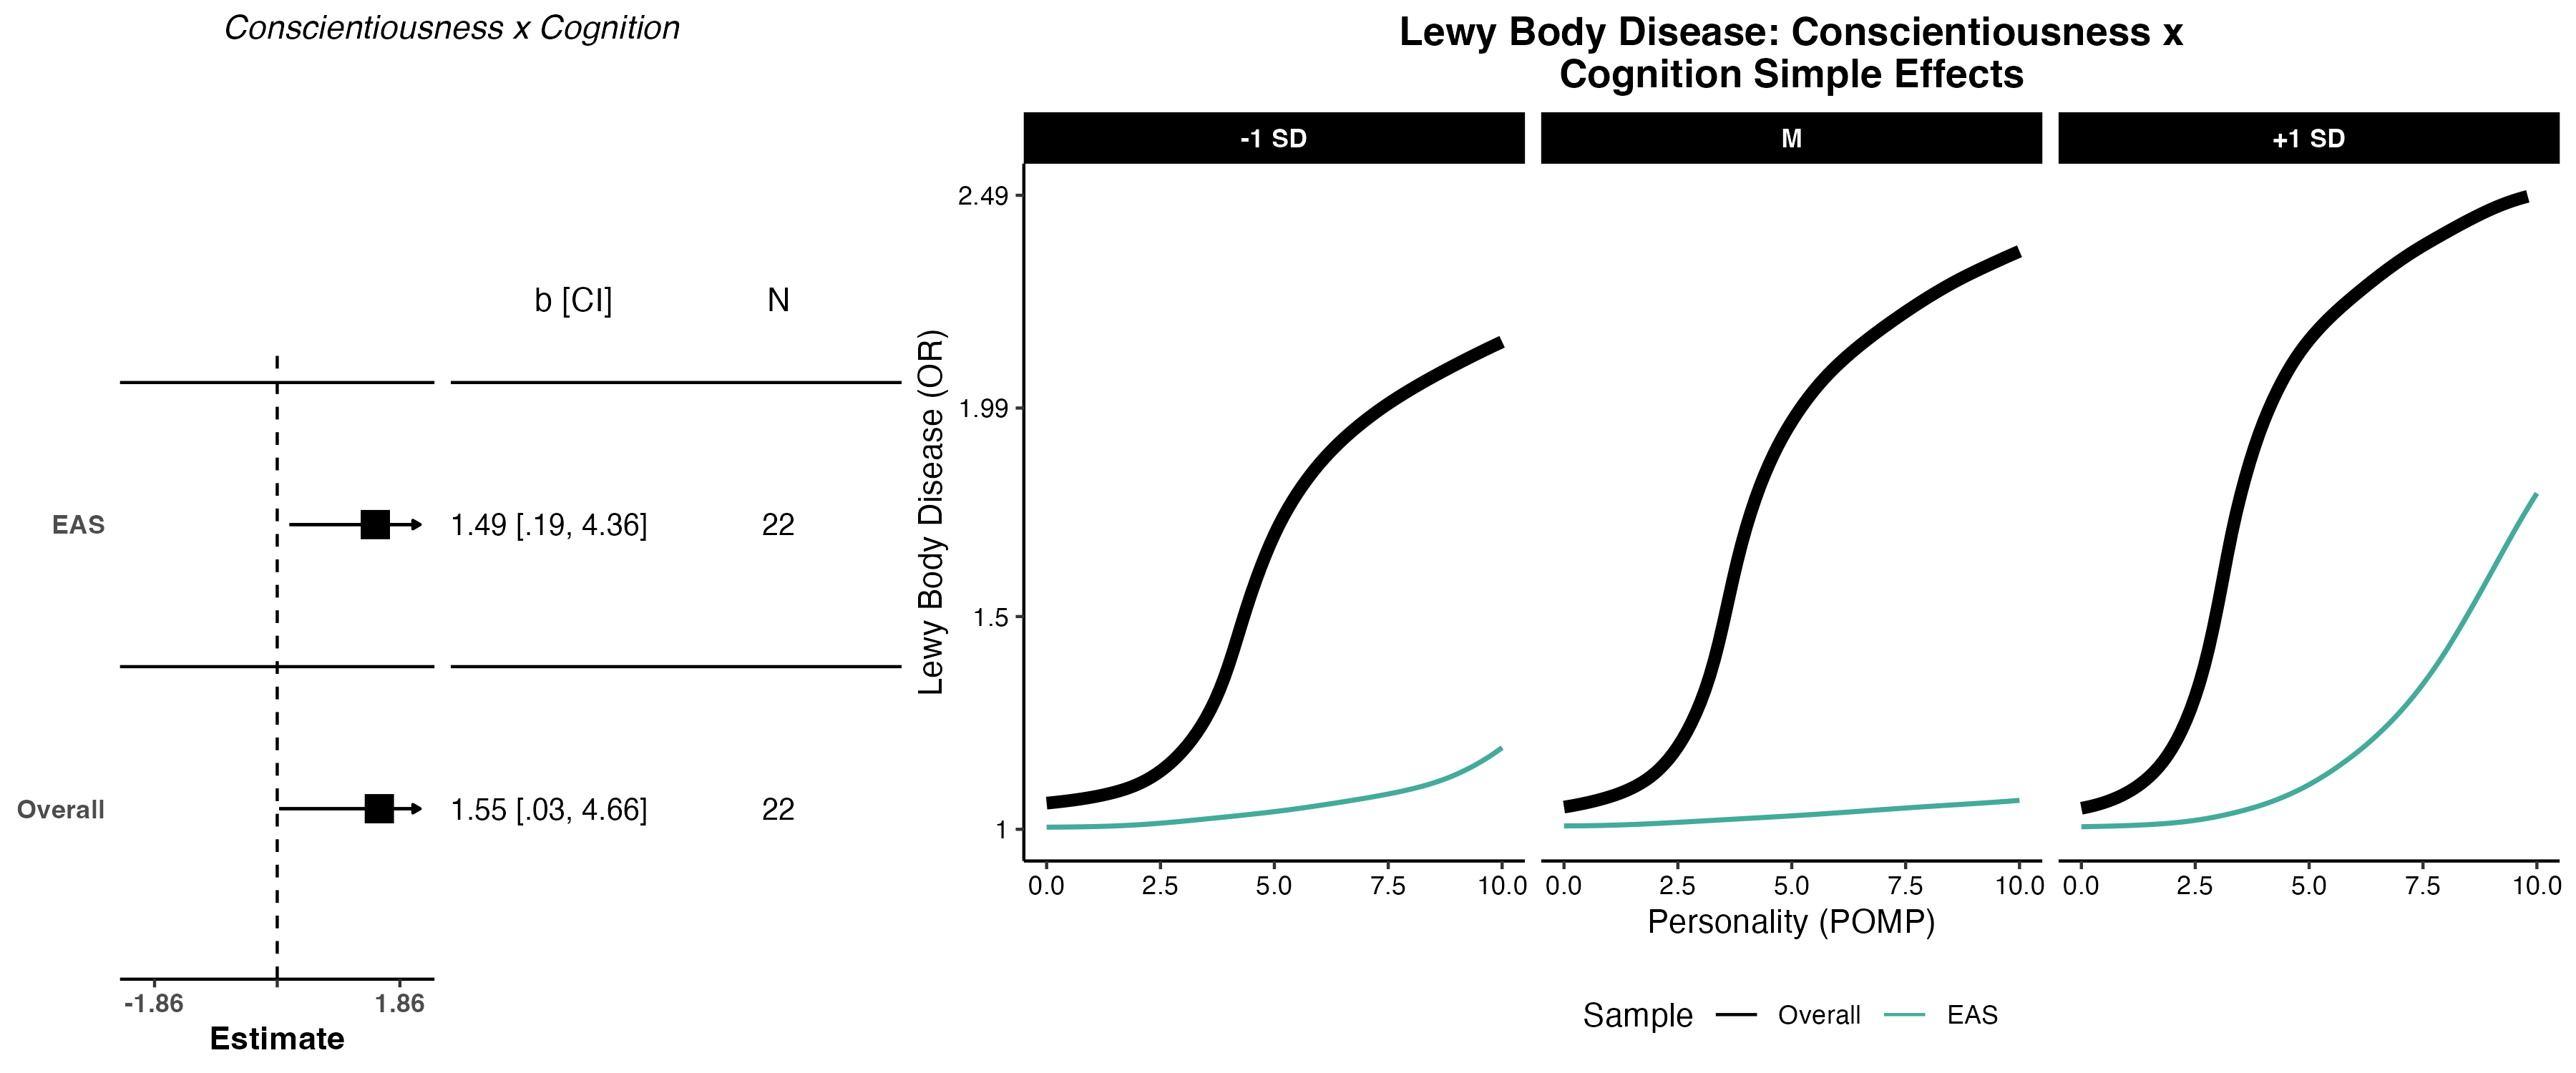 Conscientiousness x Cognition
b [CI] N
EAS 1.49 [.19, 4.36] 22
Overall 1.55 [.03, 4.66] 22
-1.86 1.86
Estimate
Lewy Body Disease: Conscientiousness x
Cognition Simple Effects
-1 SD M +1 SD
Lewy Body Disease (OR)
2.49
1.99
1.5
1
0.0 2.5 5.0 7.5 10.0 0.0 2.5 5.0 7.5 10.0 0.0 2.5 5.0 7.5 10.0
Personality (POMP)
Sample Overall EAS